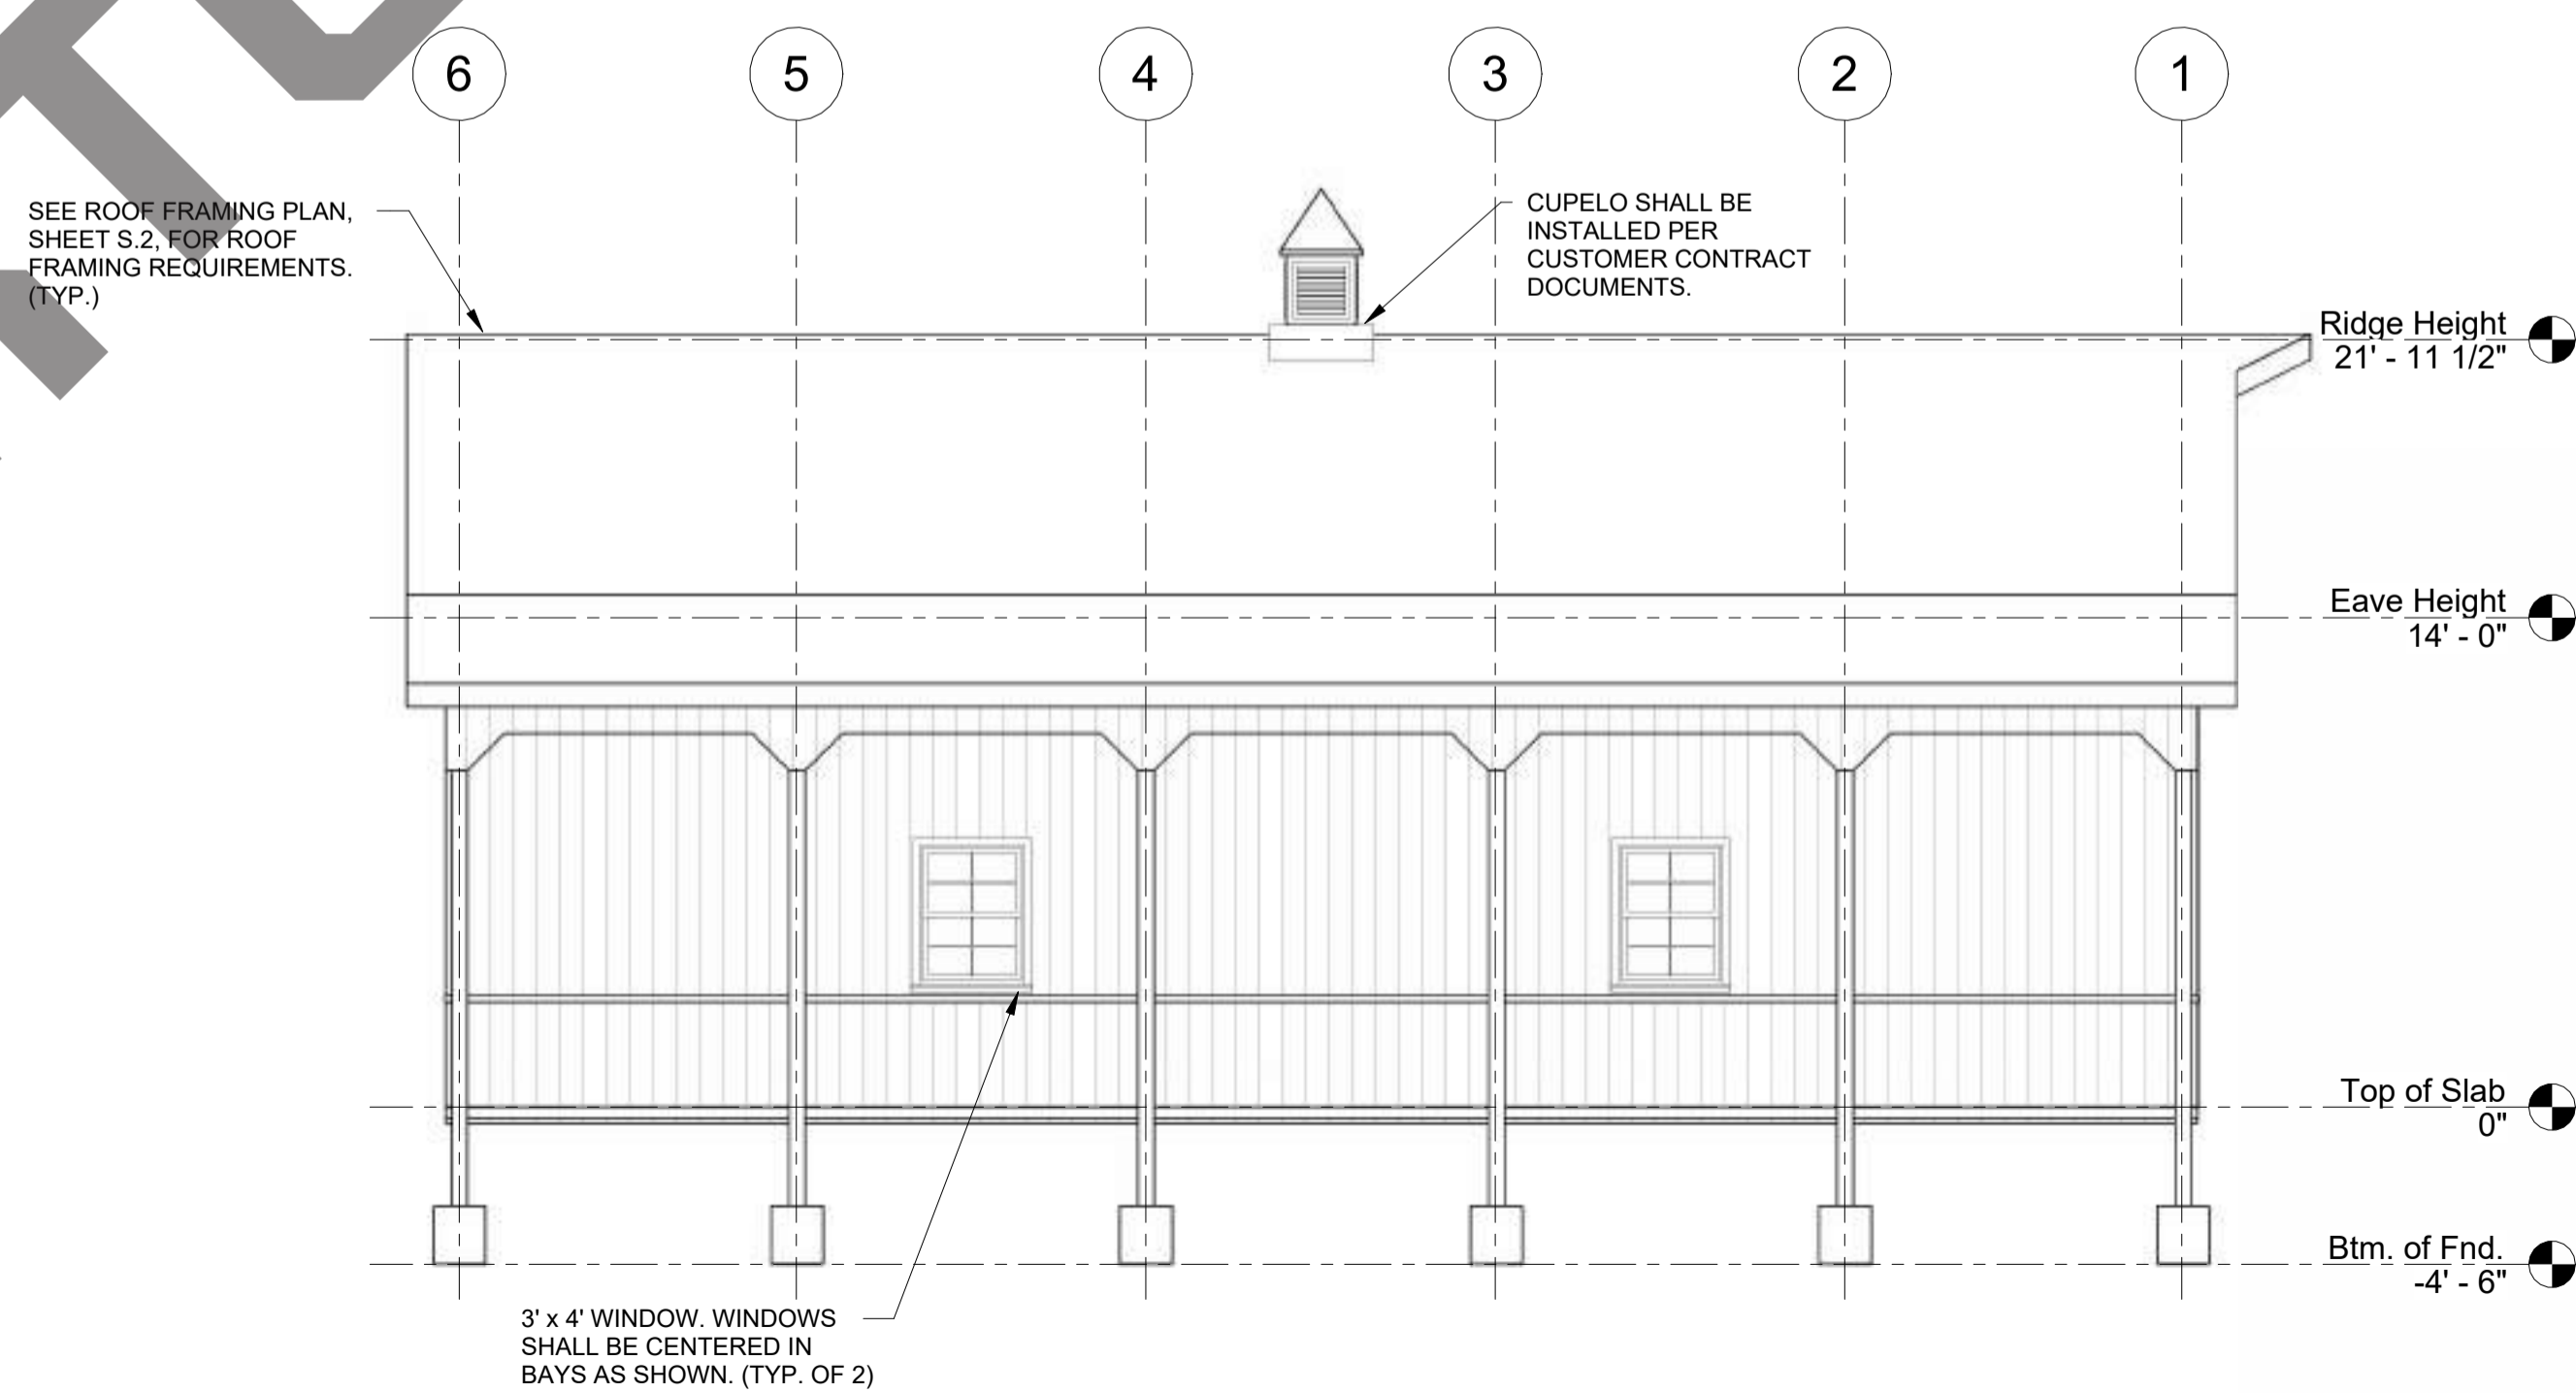 6
5
4
3
2
1
SEE ROOF FRAMING PLAN,
SHEET S.2, FOR ROOF
FRAMING REQUIREMENTS.
(TYP.)
CUPELO SHALL BE
INSTALLED PER
CUSTOMER CONTRACT
DOCUMENTS.
Ridge Height
21' - 11 1/2"
Eave Height
14' - 0"
Top of Slab
0"
Btm. of Fnd.
-4' - 6"
3' x 4' WINDOW. WINDOWS
SHALL BE CENTERED IN
BAYS AS SHOWN. (TYP. OF 2)